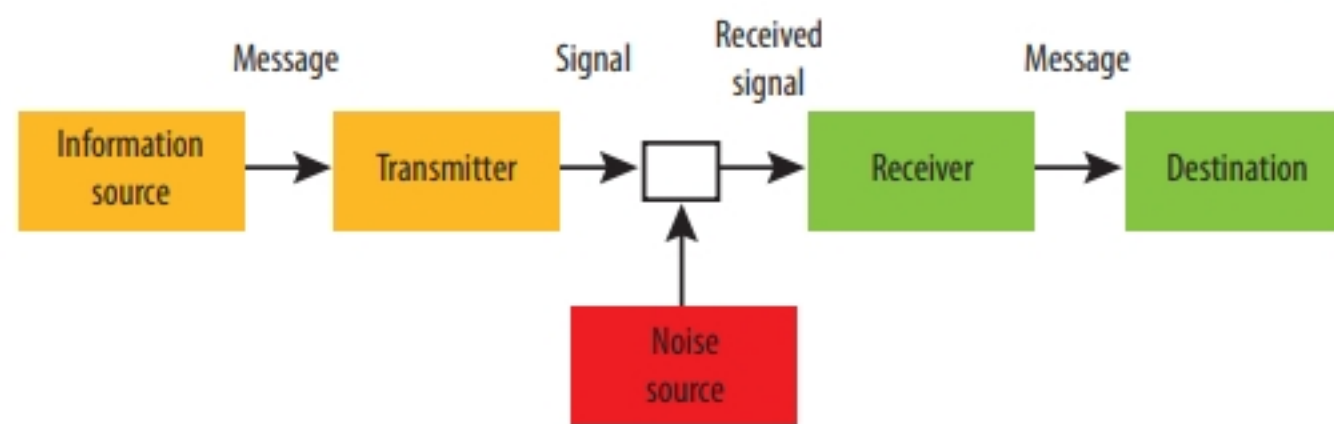 Message
Signal
Received
signal
Message
Information
source
Transmitter
Receiver
Destination
Noise
source